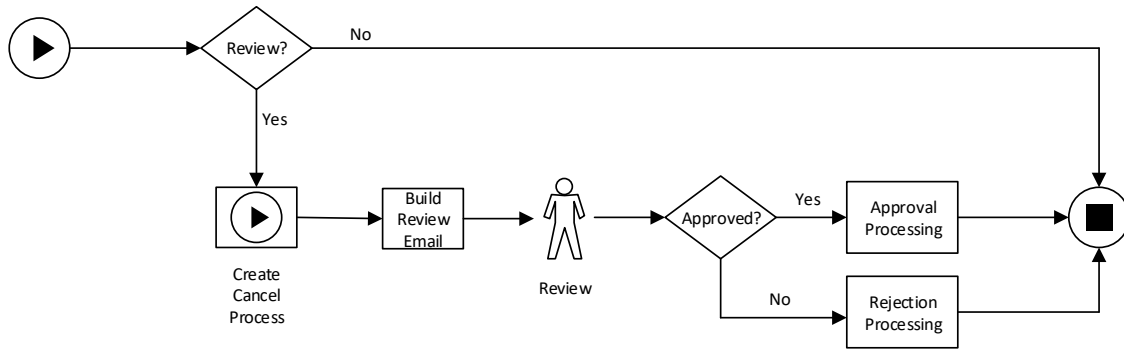 Review?
No
Yes
Create
Cancel
Process
Build
Review
Email
Review
Approved?
Yes
Approval
Processing
No
Rejection
Processing